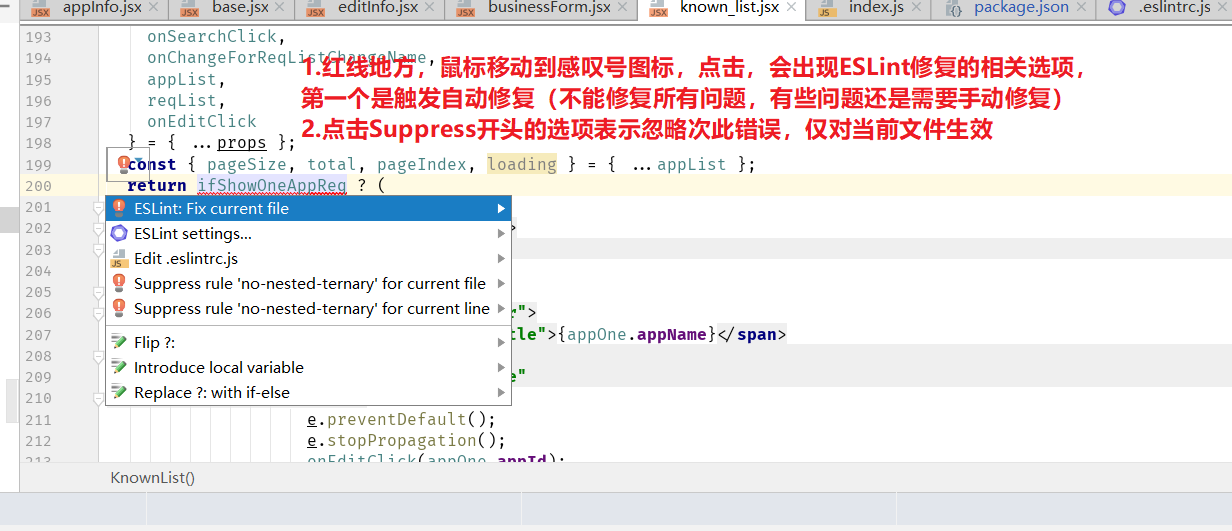 appInfo.jsx
base.jsx
editInfo.jsx
businessForm.jsx
known_list.jsx
index.js
package.json
.eslintrc.js
193 onSearchClick,
194 onChangeForReqListChangeName,
195 appList,
196 reqList,
197 onEditClick
198 } = { ...props };
199 const { pageSize, total, pageIndex, loading } = { ...appList };
200 return ifShowOneAppReq ? (
1.红线地方，鼠标移动到感叹号图标，点击，会出现ESLint修复的相关选项，
第一个是触发自动修复（不能修复所有问题，有些问题还是需要手动修复）
2.点击Suppress开头的选项表示忽略次此错误，仅对当前文件生效
ESLint: Fix current file
ESLint settings...
Edit .eslintrc.js
Suppress rule 'no-nested-ternary' for current file
Suppress rule 'no-nested-ternary' for current line
Flip ?:
Introduce local variable
Replace ?: with if-else
201
202 >
203
204
205
206 r">
207 tle">{appOne.appName}</span>
208
209 e"
210
211 e.preventDefault();
212 e.stopPropagation();
213 onEditClick(appOne.appId);
KnownList()